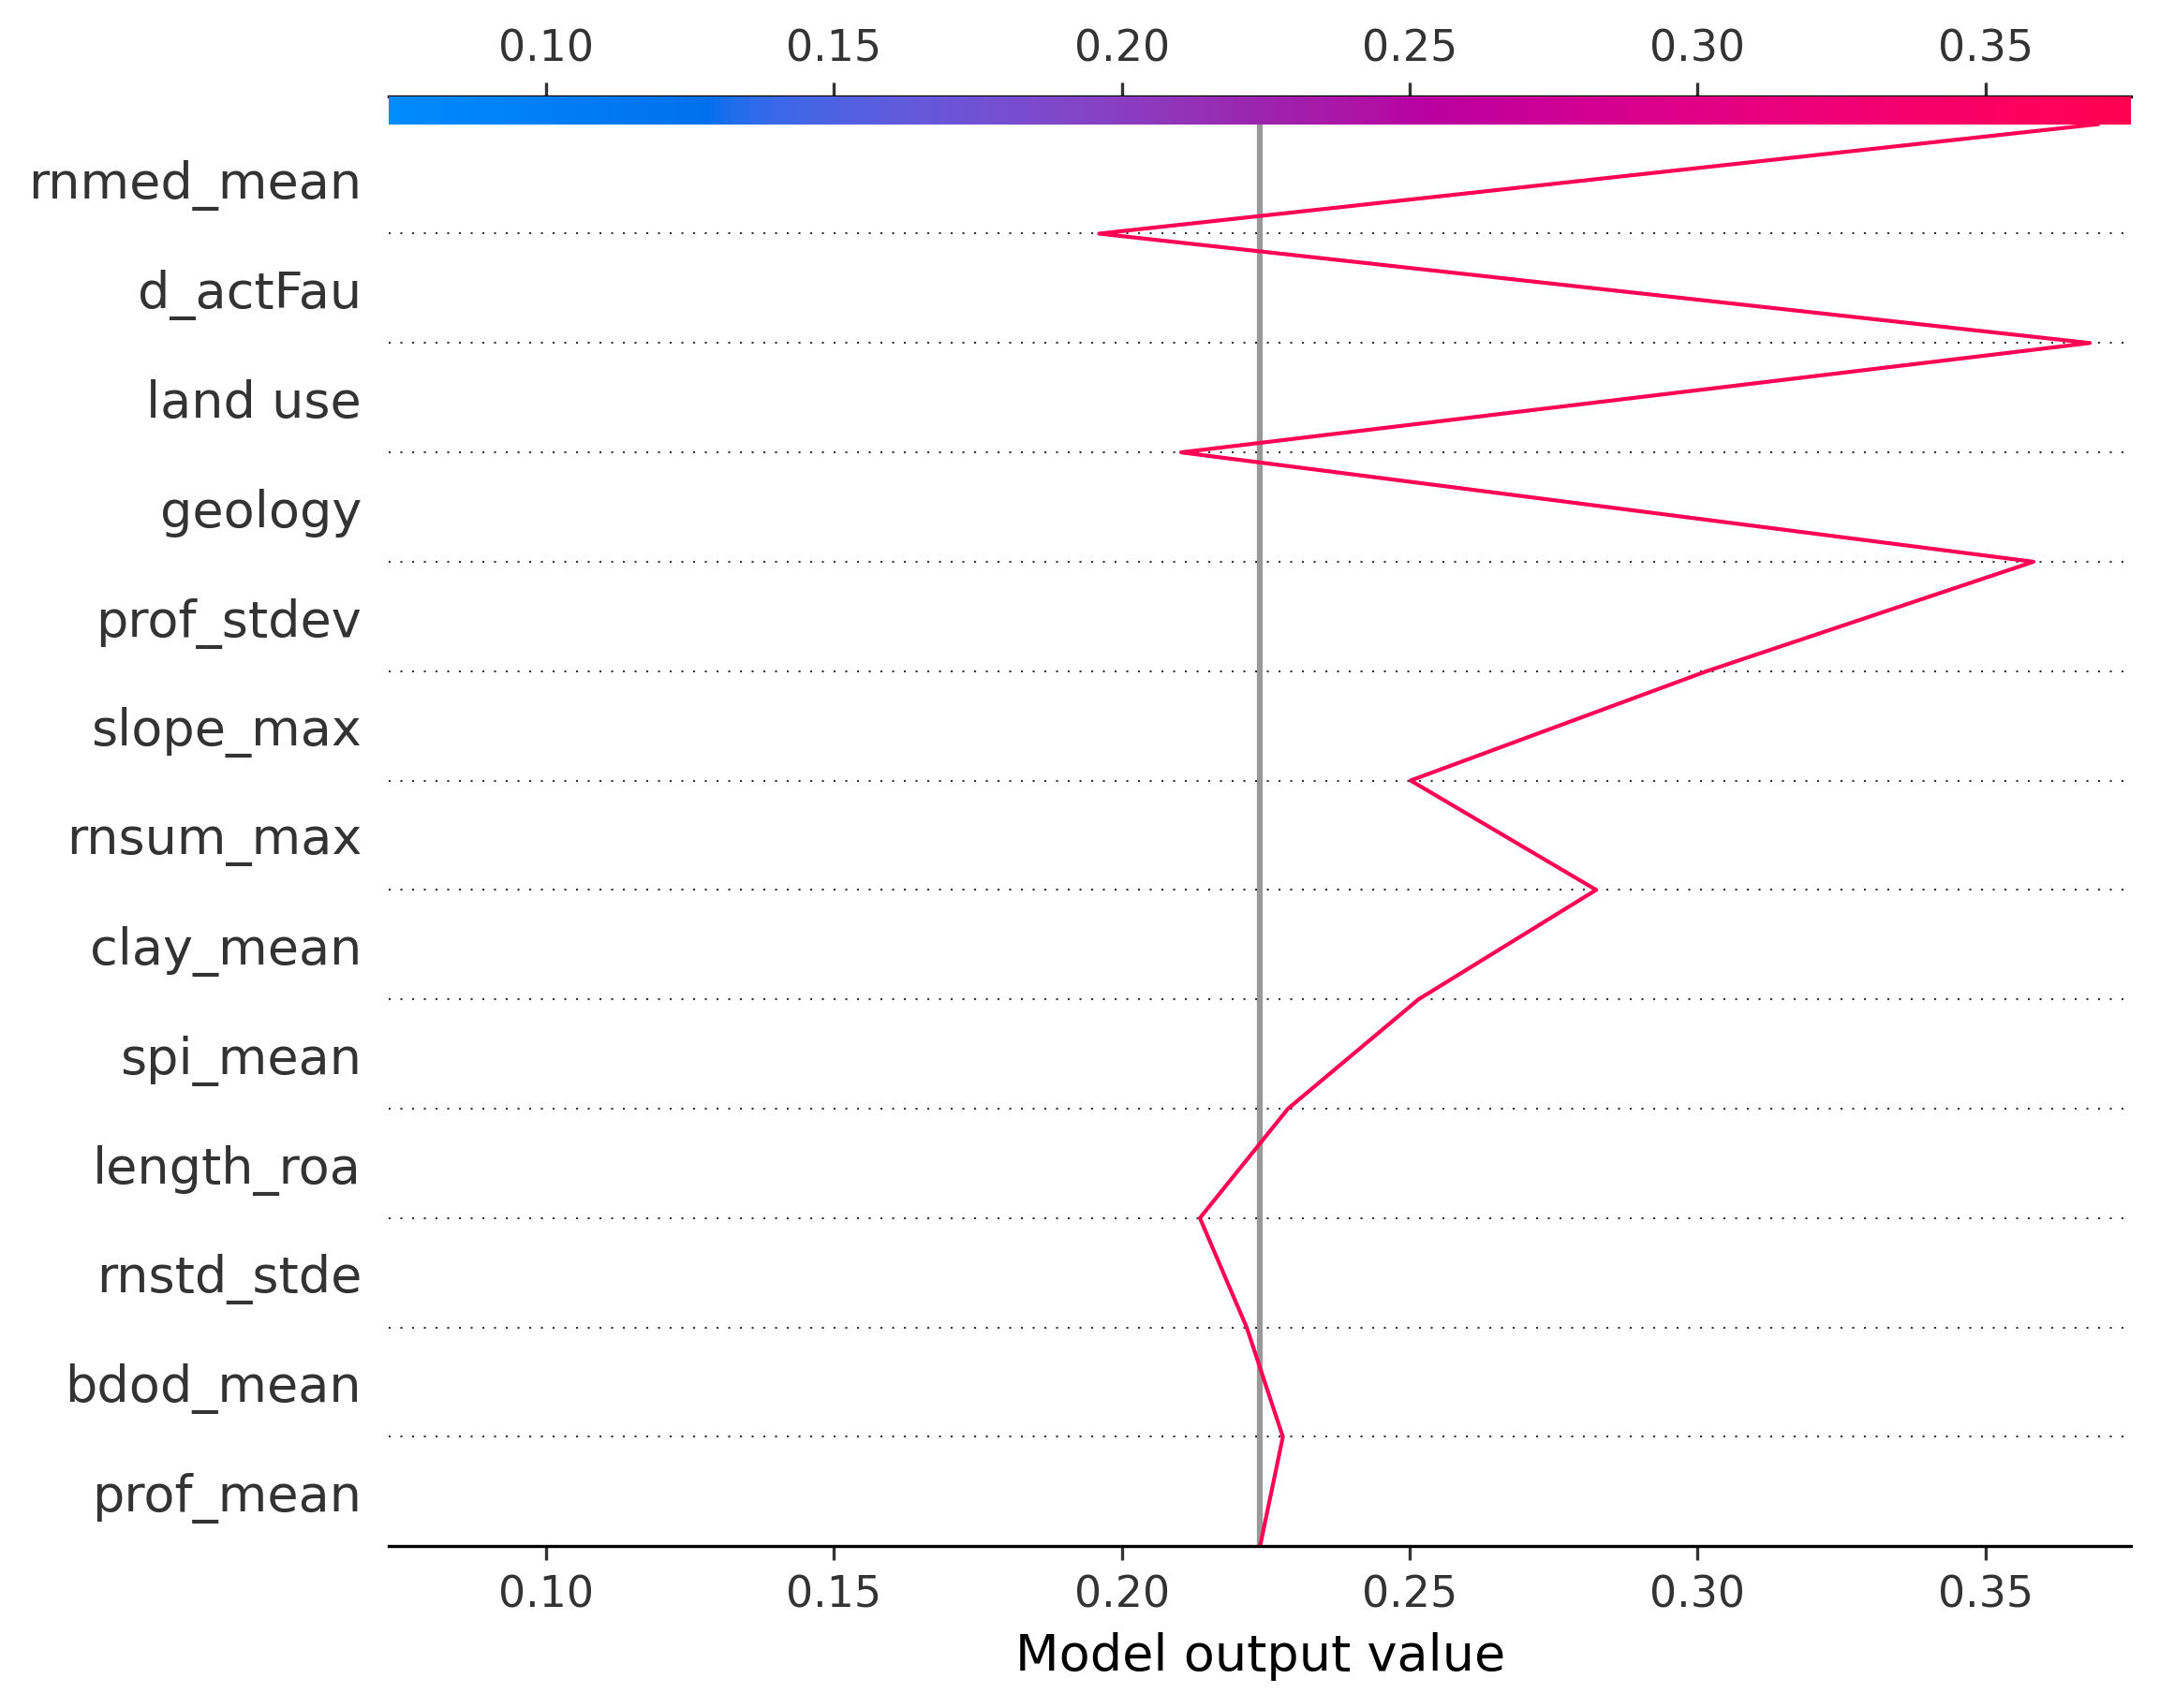 0.10 0.15 0.20 0.25 0.30 0.35
rnmed_mean
d_actFau
land use
geology
prof_stdev
slope_max
rnsum_max
clay_mean
spi_mean
length_roa
rnstd_stde
bdod_mean
prof_mean
0.10 0.15 0.20 0.25 0.30 0.35
Model output value